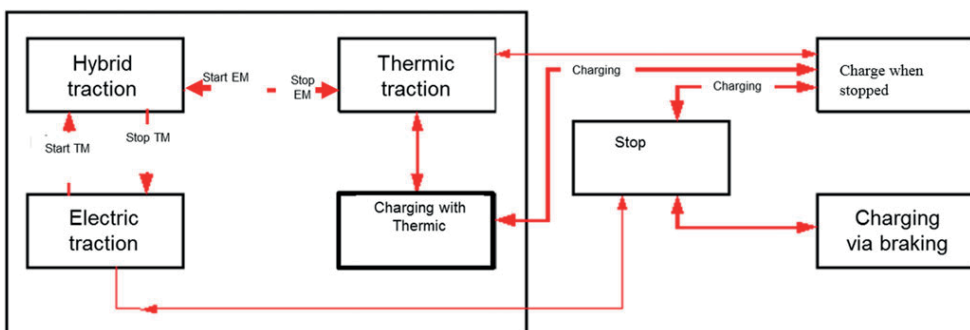 Hybrid
traction
Start EM
Stop
EM
Thermic
traction
Charging
Charging
Charge when
stopped
Start TM
Stop TM
Stop
Electric
traction
Charging with
Thermic
Charging
via braking